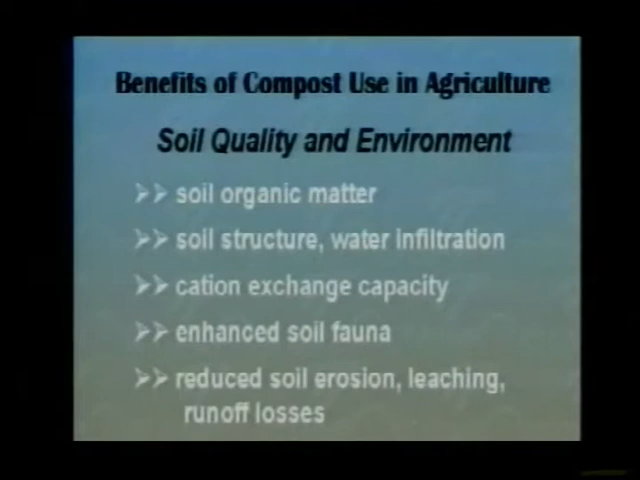 Benefits of Compost Use in Agriculture
Soil Quality and Environment
soil organic matter
soil structure, water infiltration
cation exchange capacity
enhanced soil fauna
reduced soil erosion, leaching,
runoff losses